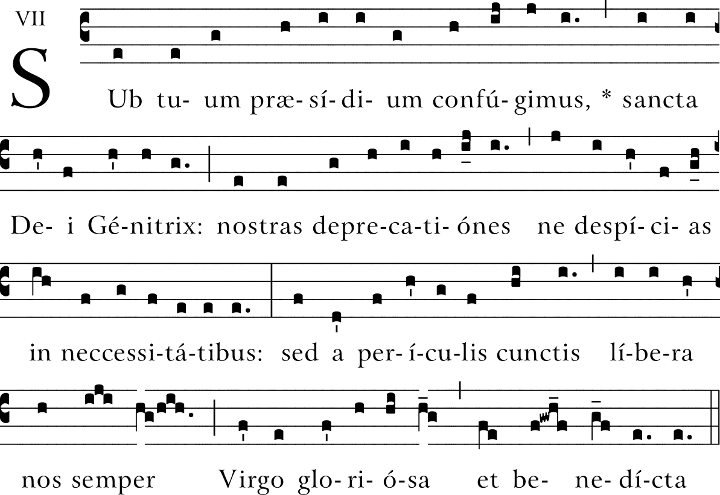 VII
SUb tu- um præ- sí- di- um confú- gimus, * sancta
De- i Gé-nitrix: nostras depre-ca-ti- ónes ne despí-ci- as
in neccessi-tá-tibus: sed a per-í-cu-lis cunctis lí-be-ra
nos semper Virgo glo-ri- ó-sa et be- ne-dí-cta